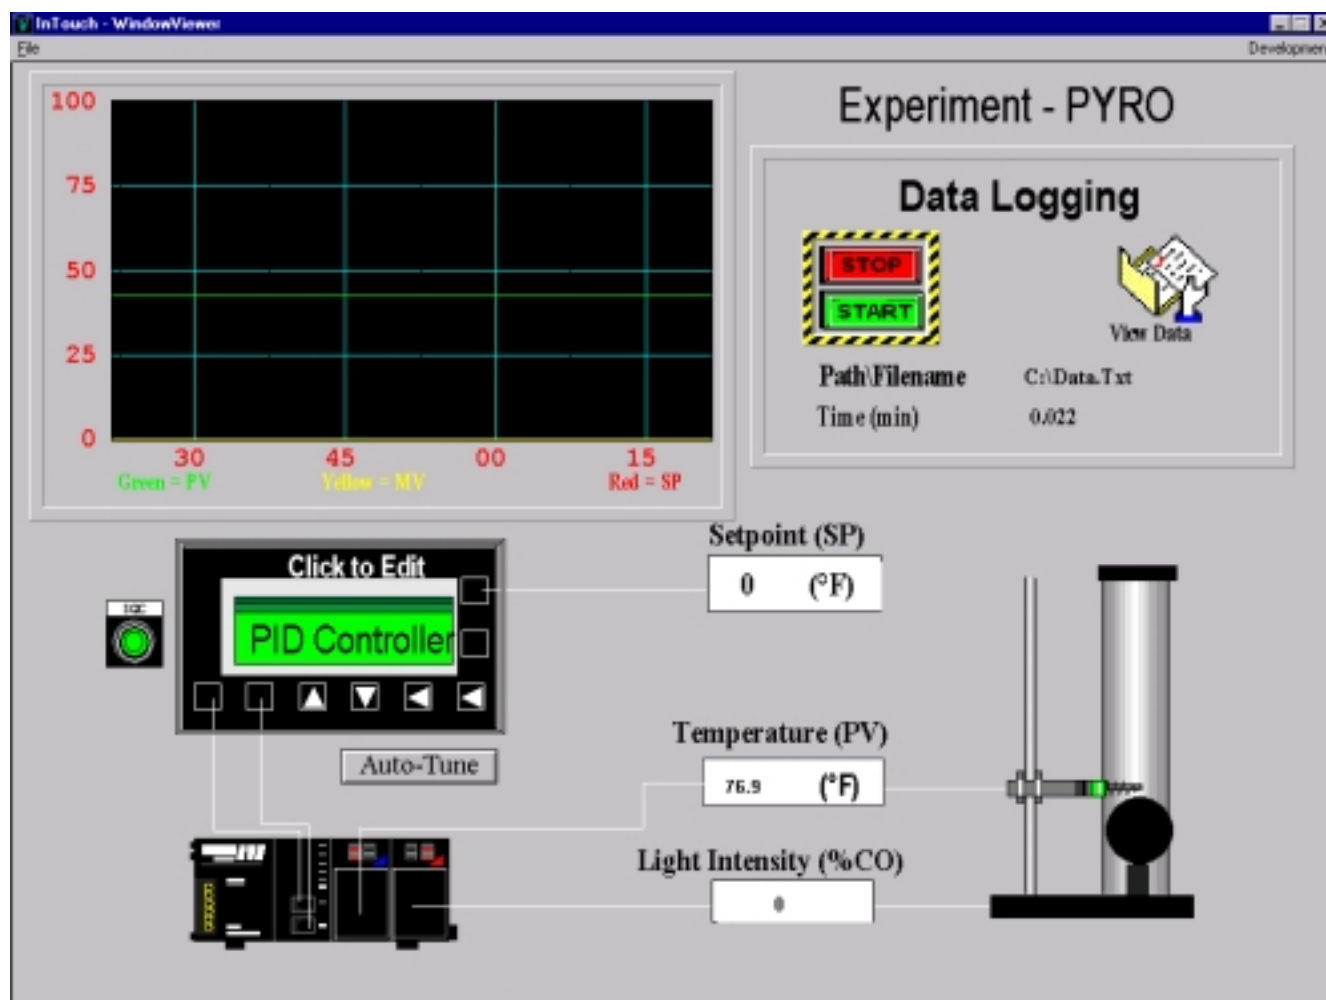 InTouch - WindowViewer
File
Development
100
75
50
25
0
30 45 00 15
Green = PV Yellow = MV Red = SP
Experiment - PYRO
Data Logging
STOP
START
View Data
Path\Filename C:\Data.Txt
Time (min) 0.022
Click to Edit
PID Controller
Auto-Tune
Setpoint (SP)
0 (°F)
Temperature (PV)
76.9 (°F)
Light Intensity (%CO)
0